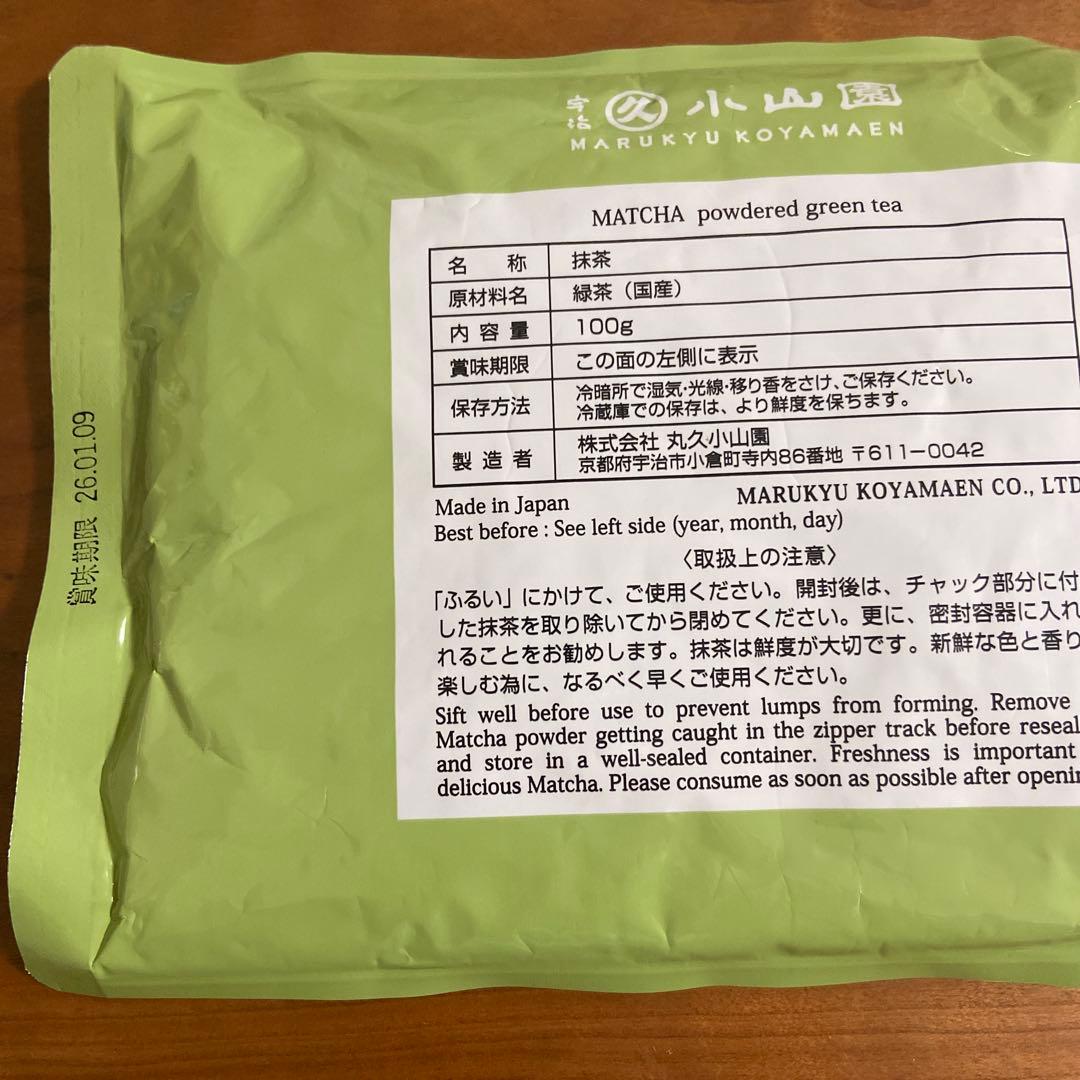 宇治 久 小山園
MARUKYU KOYAMAEN
MATCHA powdered green tea
名 称 抹茶
原材料名 緑茶（国産）
内容量 100g
賞味期限 この面の左側に表示
保存方法 冷暗所で湿気・光線・移り香をさけ、ご保存ください。
冷蔵庫での保存は、より鮮度を保ちます。
製造者 株式会社 丸久小山園
京都府宇治市小倉町寺内86番地 〒611-0042
Made in Japan MARUKYU KOYAMAEN CO., LTD
Best before : See left side (year, month, day)
〈取扱上の注意〉
「ふるい」にかけて、ご使用ください。開封後は、チャック部分に付
した抹茶を取り除いてから閉めてください。更に、密封容器に入れ
れることをお勧めします。抹茶は鮮度が大切です。新鮮な色と香り
楽しむ為に、なるべく早くご使用ください。
Sift well before use to prevent lumps from forming. Remove
Matcha powder getting caught in the zipper track before reseal
and store in a well-sealed container. Freshness is important
delicious Matcha. Please consume as soon as possible after openin
賞味期限 26.01.09